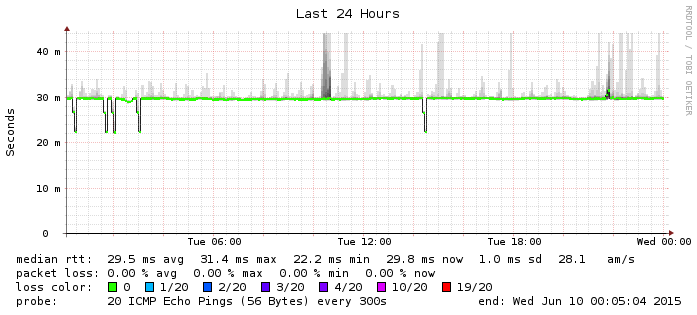 Last 24 Hours
RRDTOOL / TOBI OETIKER
Seconds
40 m
30 m
20 m
10 m
0
Tue 06:00 Tue 12:00 Tue 18:00 Wed 00:00
median rtt: 29.5 ms avg 31.4 ms max 22.2 ms min 29.8 ms now 1.0 ms sd 28.1 am/s
packet loss: 0.00 % avg 0.00 % max 0.00 % min 0.00 % now
loss color: 0 1/20 2/20 3/20 4/20 10/20 19/20
probe: 20 ICMP Echo Pings (56 Bytes) every 300s end: Wed Jun 10 00:05:04 2015